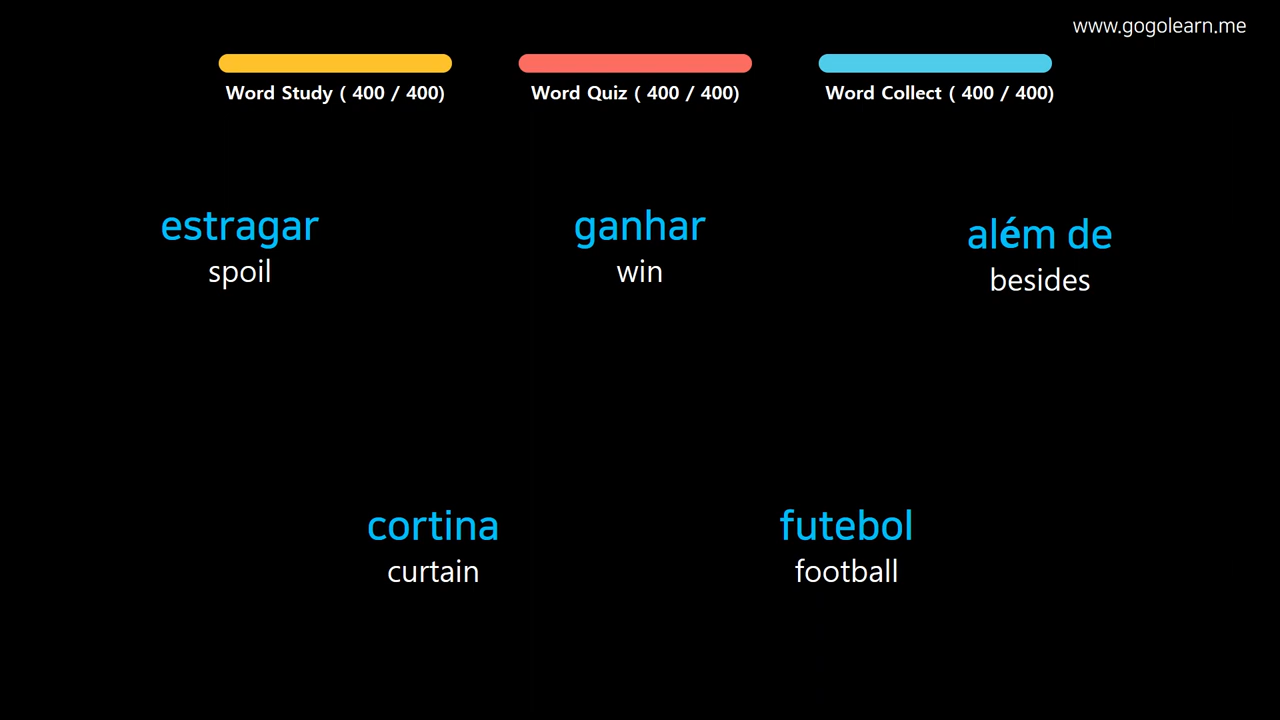 www.gogolearn.me
Word Study ( 400 / 400)
Word Quiz ( 400 / 400)
Word Collect ( 400 / 400)
estragar
spoil
ganhar
win
além de
besides
cortina
curtain
futebol
football